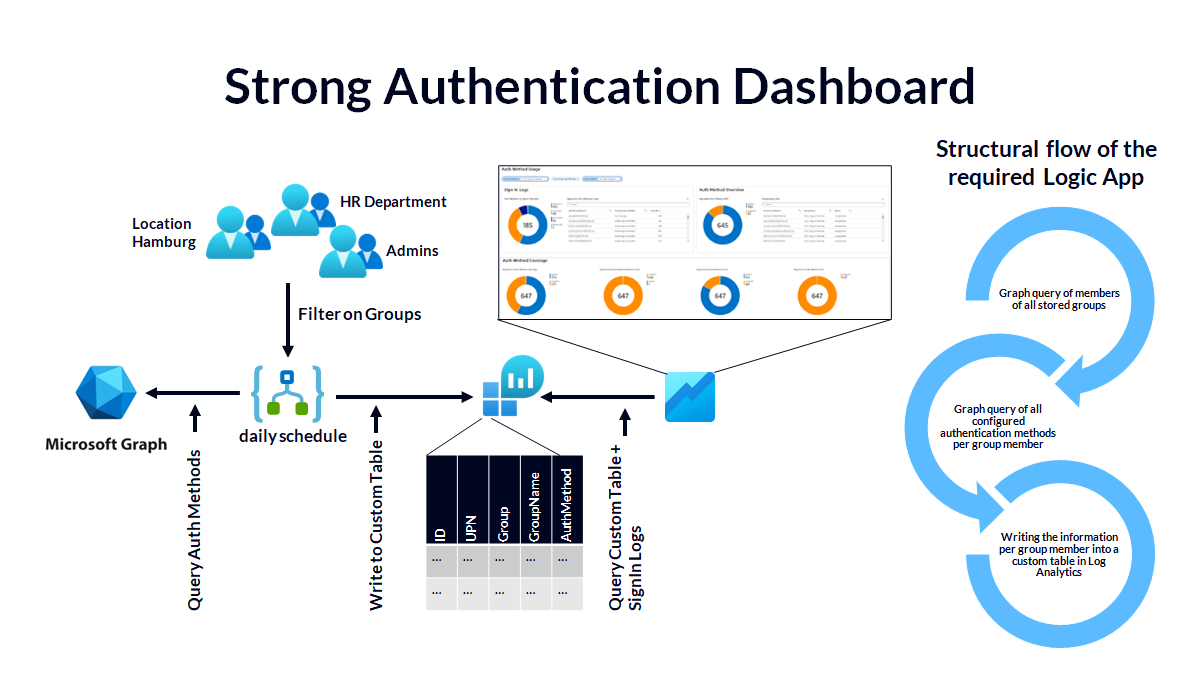 Strong Authentication Dashboard
Structural flow of the
required Logic App
Location
Hamburg
HR Department
Admins
Filter on Groups
Auth Method Usage
Sign-In Logs
Auth Method Overview
185
645
Auth Method Coverage
647
647
647
647
Microsoft Graph
daily schedule
Query Auth Methods
Write to Custom Table
Query Custom Table +
SignIn Logs
ID
UPN
Group
GroupName
AuthMethod
... ... ... ... ...
... ... ... ... ...
Graph query of members
of all stored groups
Graph query of all
configured
authentication methods
per group member
Writing the information
per group member into a
custom table in Log
Analytics